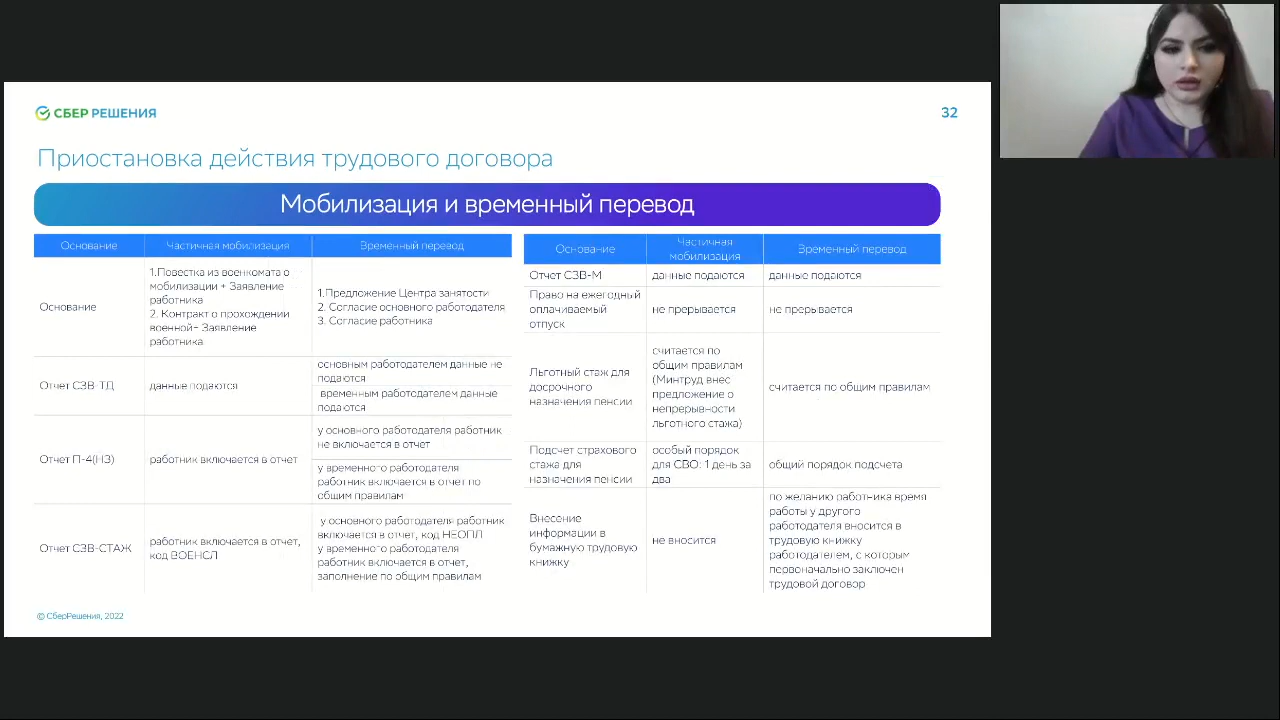 СБЕР РЕШЕНИЯ
32
Приостановка действия трудового договора
Мобилизация и временный перевод
Основание
Частичная мобилизация
Временный перевод
Основание
1.Повестка из военкомата о
мобилизации + Заявление
работника
2. Контракт о прохождении
военной– Заявление
работника
1.Предложение Центра занятости
2. Согласие основного работодателя
3. Согласие работника
Отчет СЗВ-ТД
данные подаются
основным работодателем данные не
подаются
временным работодателем данные
подаются
Отчет П-4(НЗ)
работник включается в отчет
у основного работодателя работник
не включается в отчет
у временного работодателя
работник включается в отчет по
общим правилам
Отчет СЗВ-СТАЖ
работник включается в отчет,
код ВОЕНСЛ
у основного работодателя работник
включается в отчет, код НЕОПЛ
у временного работодателя
работник включается в отчет,
заполнение по общим правилам
Основание
Частичная
мобилизация
Временный перевод
Отчет СЗВ-М
данные подаются
данные подаются
Право на ежегодный
оплачиваемый
отпуск
не прерывается
не прерывается
Льготный стаж для
досрочного
назначения пенсии
считается по
общим правилам
(Минтруд внес
предложение о
непрерывности
льготного стажа)
считается по общим правилам
Подсчет страхового
стажа для
назначения пенсии
особый порядок
для СВО: 1 день за
два
общий порядок подсчета
Внесение
информации в
бумажную трудовую
книжку
не вносится
по желанию работника время
работы у другого
работодателя вносится в
трудовую книжку
работодателем, с которым
первоначально заключен
трудовой договор
© СберРешения, 2022